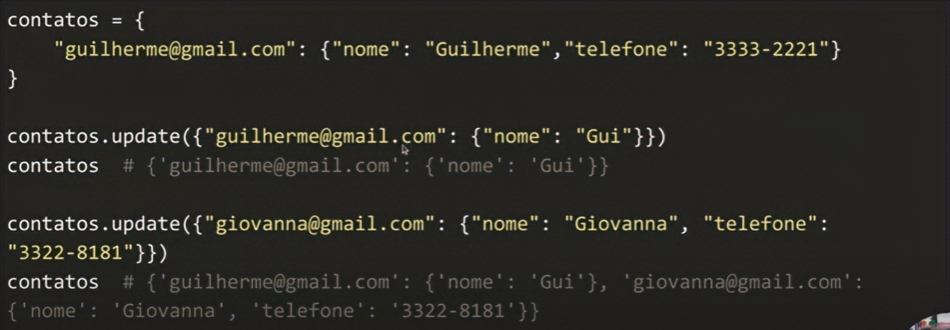 contatos = {
    "guilherme@gmail.com": {"nome": "Guilherme","telefone": "3333-2221"}
}
contatos.update({"guilherme@gmail.com": {"nome": "Gui"}})
contatos  # {'guilherme@gmail.com': {'nome': 'Gui'}}
contatos.update({"giovanna@gmail.com": {"nome": "Giovanna", "telefone":
"3322-8181"}})
contatos  # {'guilherme@gmail.com': {'nome': 'Gui'}, 'giovanna@gmail.com':
{'nome': 'Giovanna', 'telefone': '3322-8181'}}